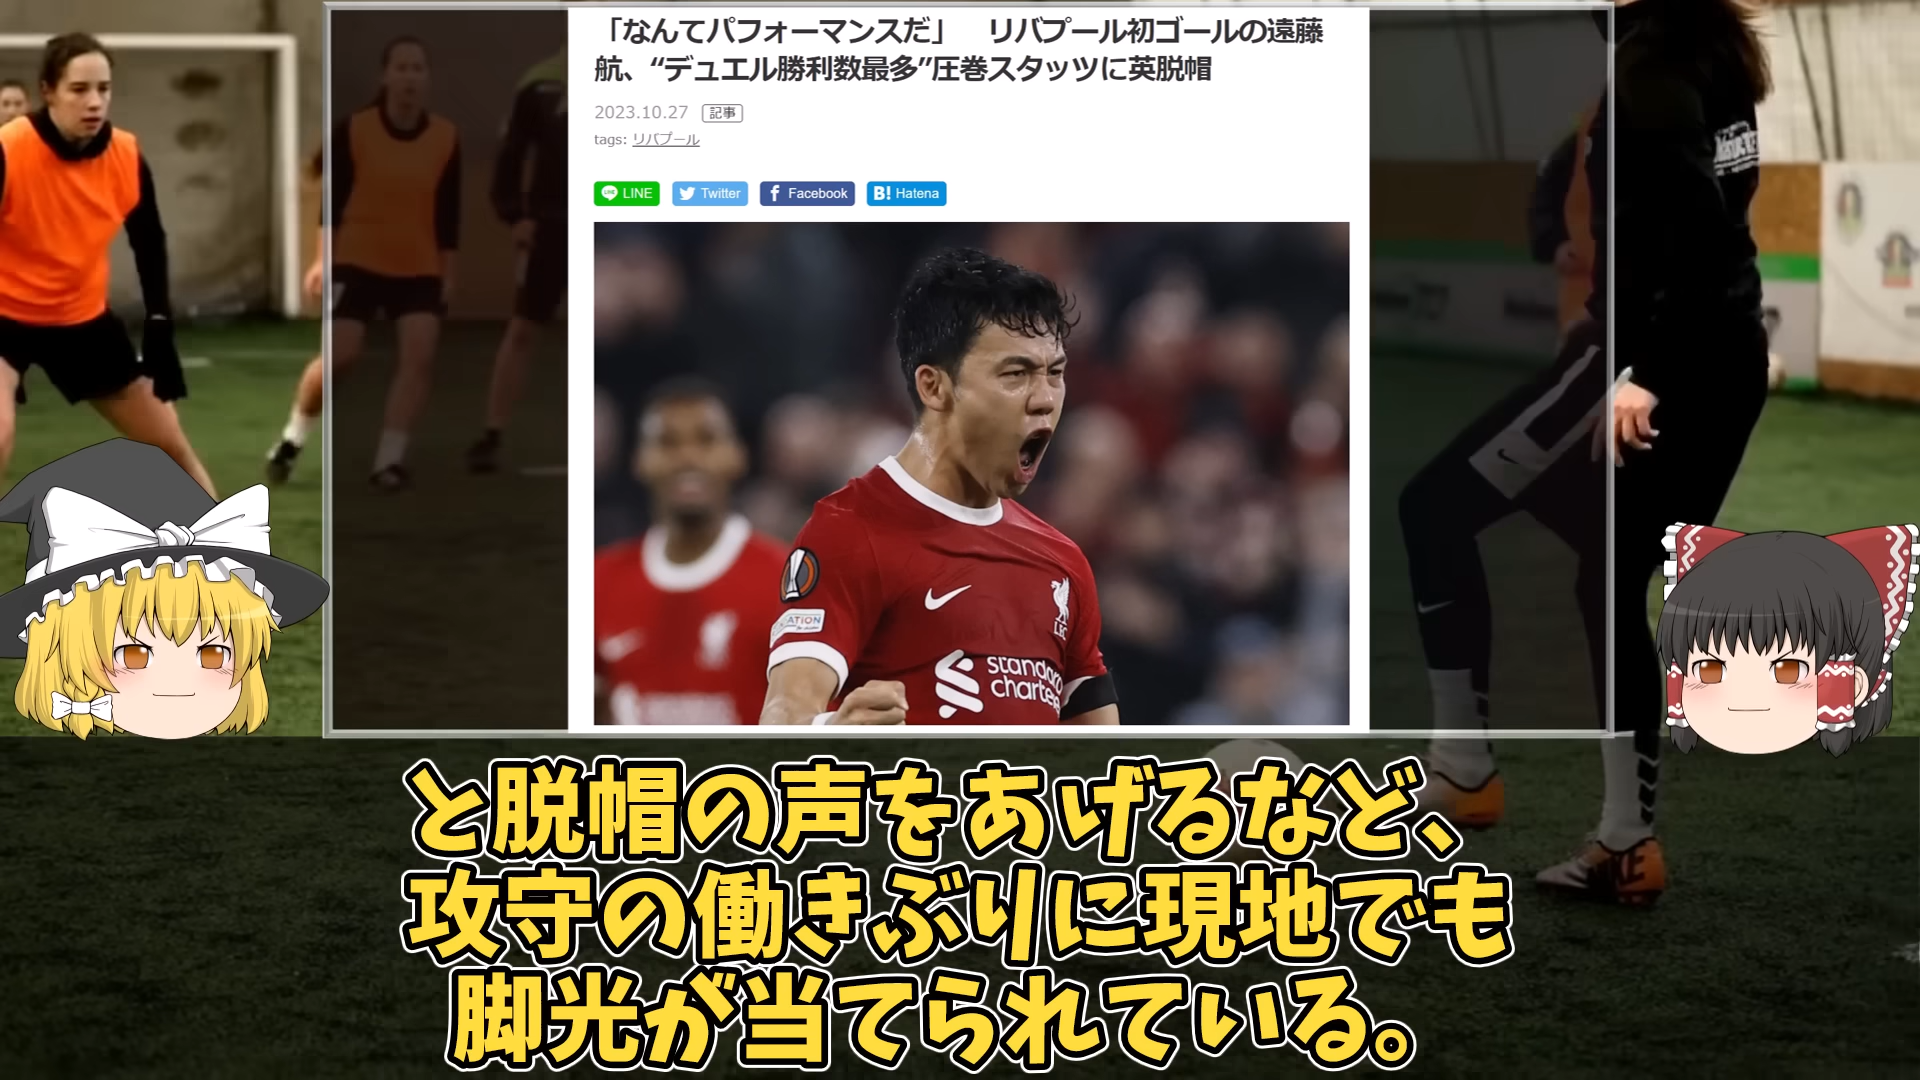 「なんてパフォーマンスだ」　リバプール初ゴールの遠藤
航、“デュエル勝利数最多”圧巻スタッツに英脱帽
2023.10.27 記事
tags: リバプール
LINE Twitter Facebook B! Hatena
LFC
standard
charte
と脱帽の声をあげるなど、
攻守の働きぶりに現地でも
脚光が当てられている。